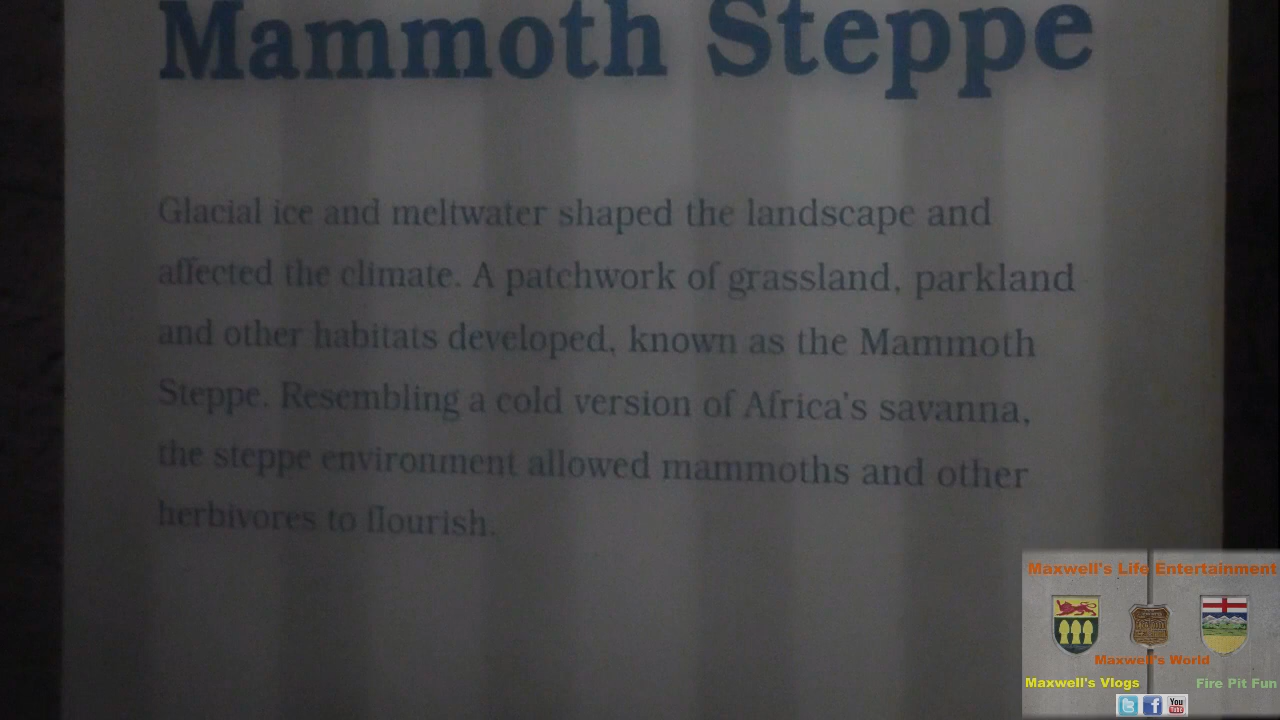 Mammoth Steppe
Glacial ice and meltwater shaped the landscape and
affected the climate. A patchwork of grassland, parkland
and other habitats developed, known as the Mammoth
Steppe. Resembling a cold version of Africa's savanna,
the steppe environment allowed mammoths and other
herbivores to flourish.
Maxwell's Life Entertainment
Maxwell's World
Maxwell's Vlogs
Fire Pit Fun
You